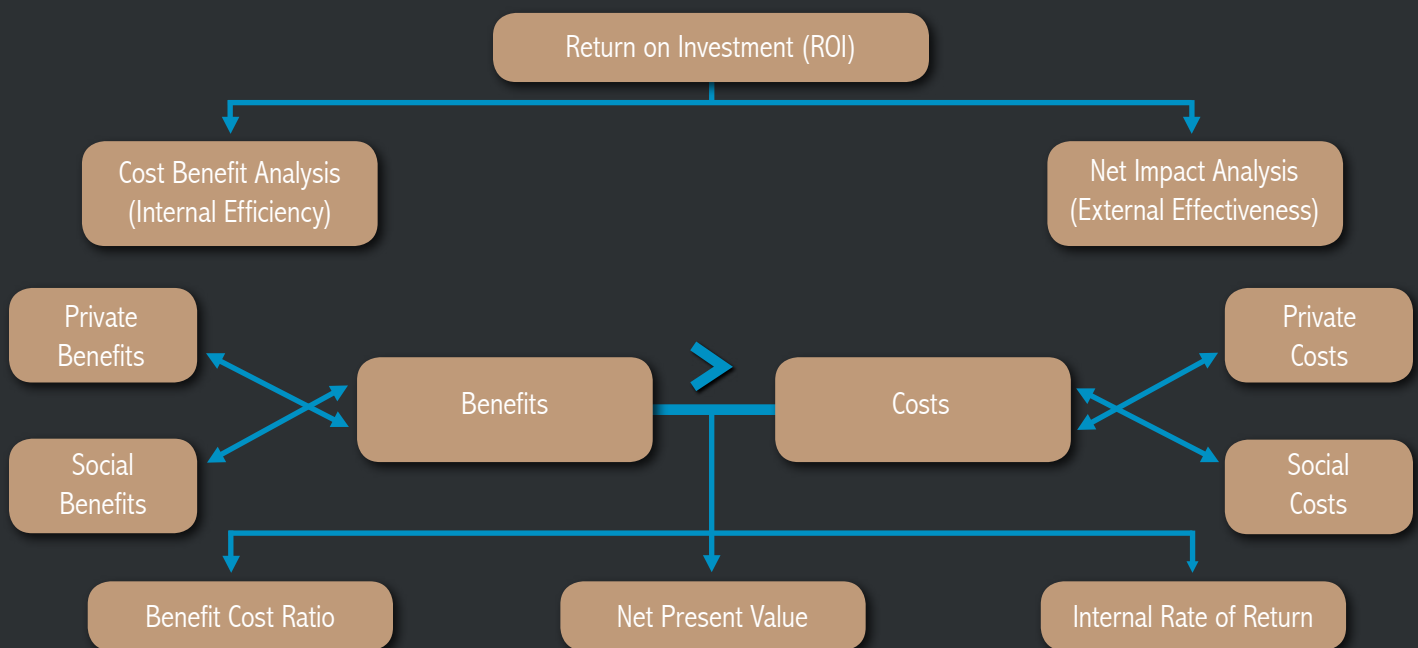 Return on Investment (ROI)
Cost Benefit Analysis
(Internal Efficiency)
Net Impact Analysis
(External Effectiveness)
Private
Benefits
Private
Costs
>
Benefits
Costs
Social
Benefits
Social
Costs
Benefit Cost Ratio
Net Present Value
Internal Rate of Return